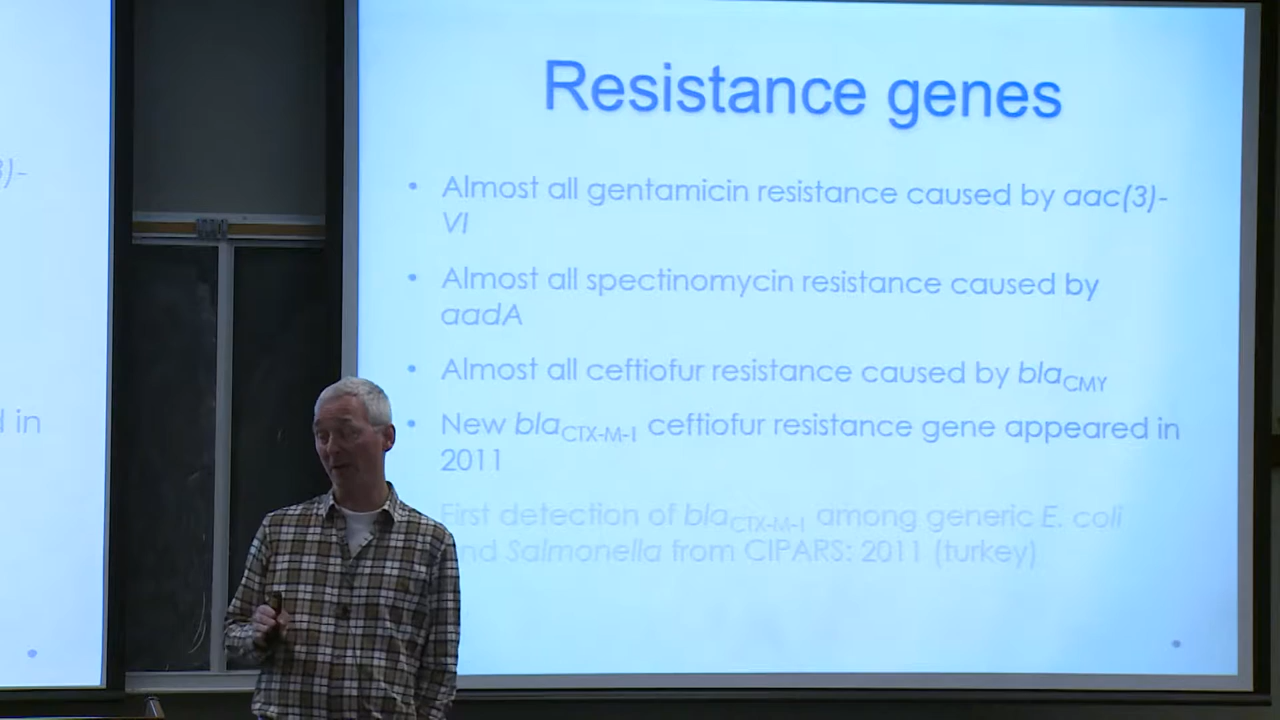 Resistance genes
• Almost all gentamicin resistance caused by aac(3)-
VI
• Almost all spectinomycin resistance caused by
aadA
• Almost all ceftiofur resistance caused by blaCMY
• New blaCTX-M-1 ceftiofur resistance gene appeared in
2011
First detection of blaCTX-M-1 among generic E. coli
and Salmonella from CIPARS: 2011 (turkey)
3)-
d in